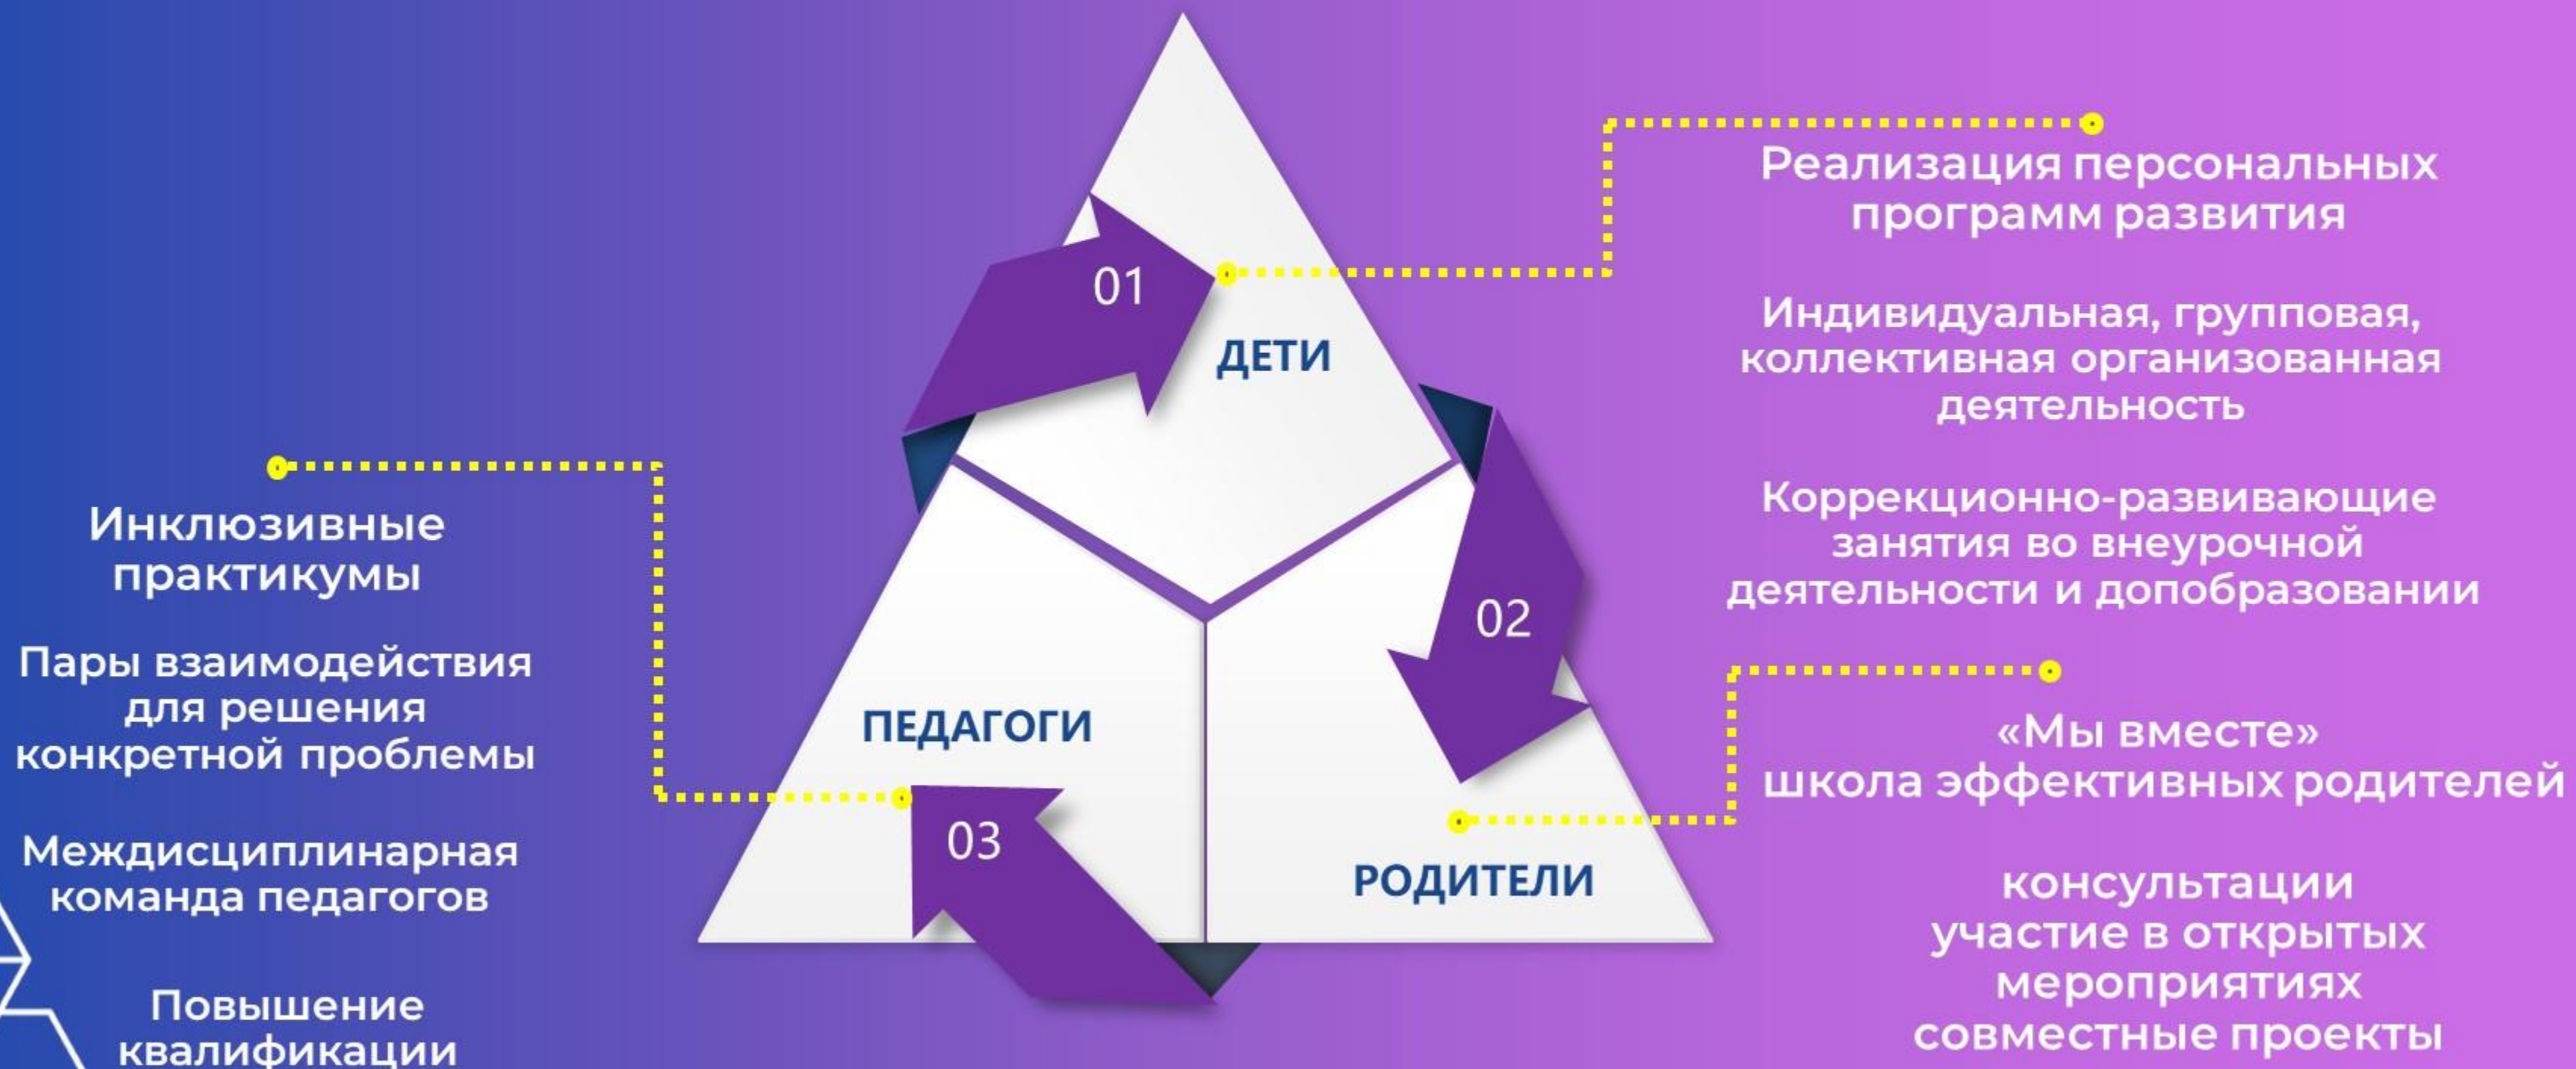 01
ДЕТИ
02
РОДИТЕЛИ
03
ПЕДАГОГИ
Реализация персональных
программ развития
Индивидуальная, групповая,
коллективная организованная
деятельность
Коррекционно-развивающие
занятия во внеурочной
деятельности и допобразовании
«Мы вместе»
школа эффективных родителей
консультации
участие в открытых
мероприятиях
совместные проекты
Инклюзивные
практикумы
Пары взаимодействия
для решения
конкретной проблемы
Междисциплинарная
команда педагогов
Повышение
квалификации